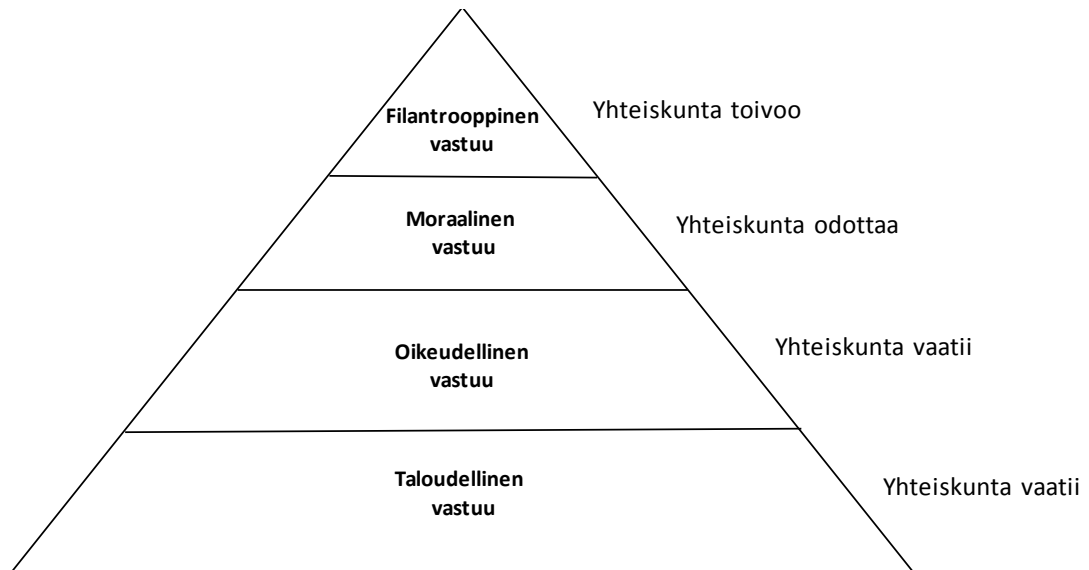 Filantrooppinen
vastuu
Yhteiskunta toivoo
Moraalinen
vastuu
Yhteiskunta odottaa
Oikeudellinen
vastuu
Yhteiskunta vaatii
Taloudellinen
vastuu
Yhteiskunta vaatii